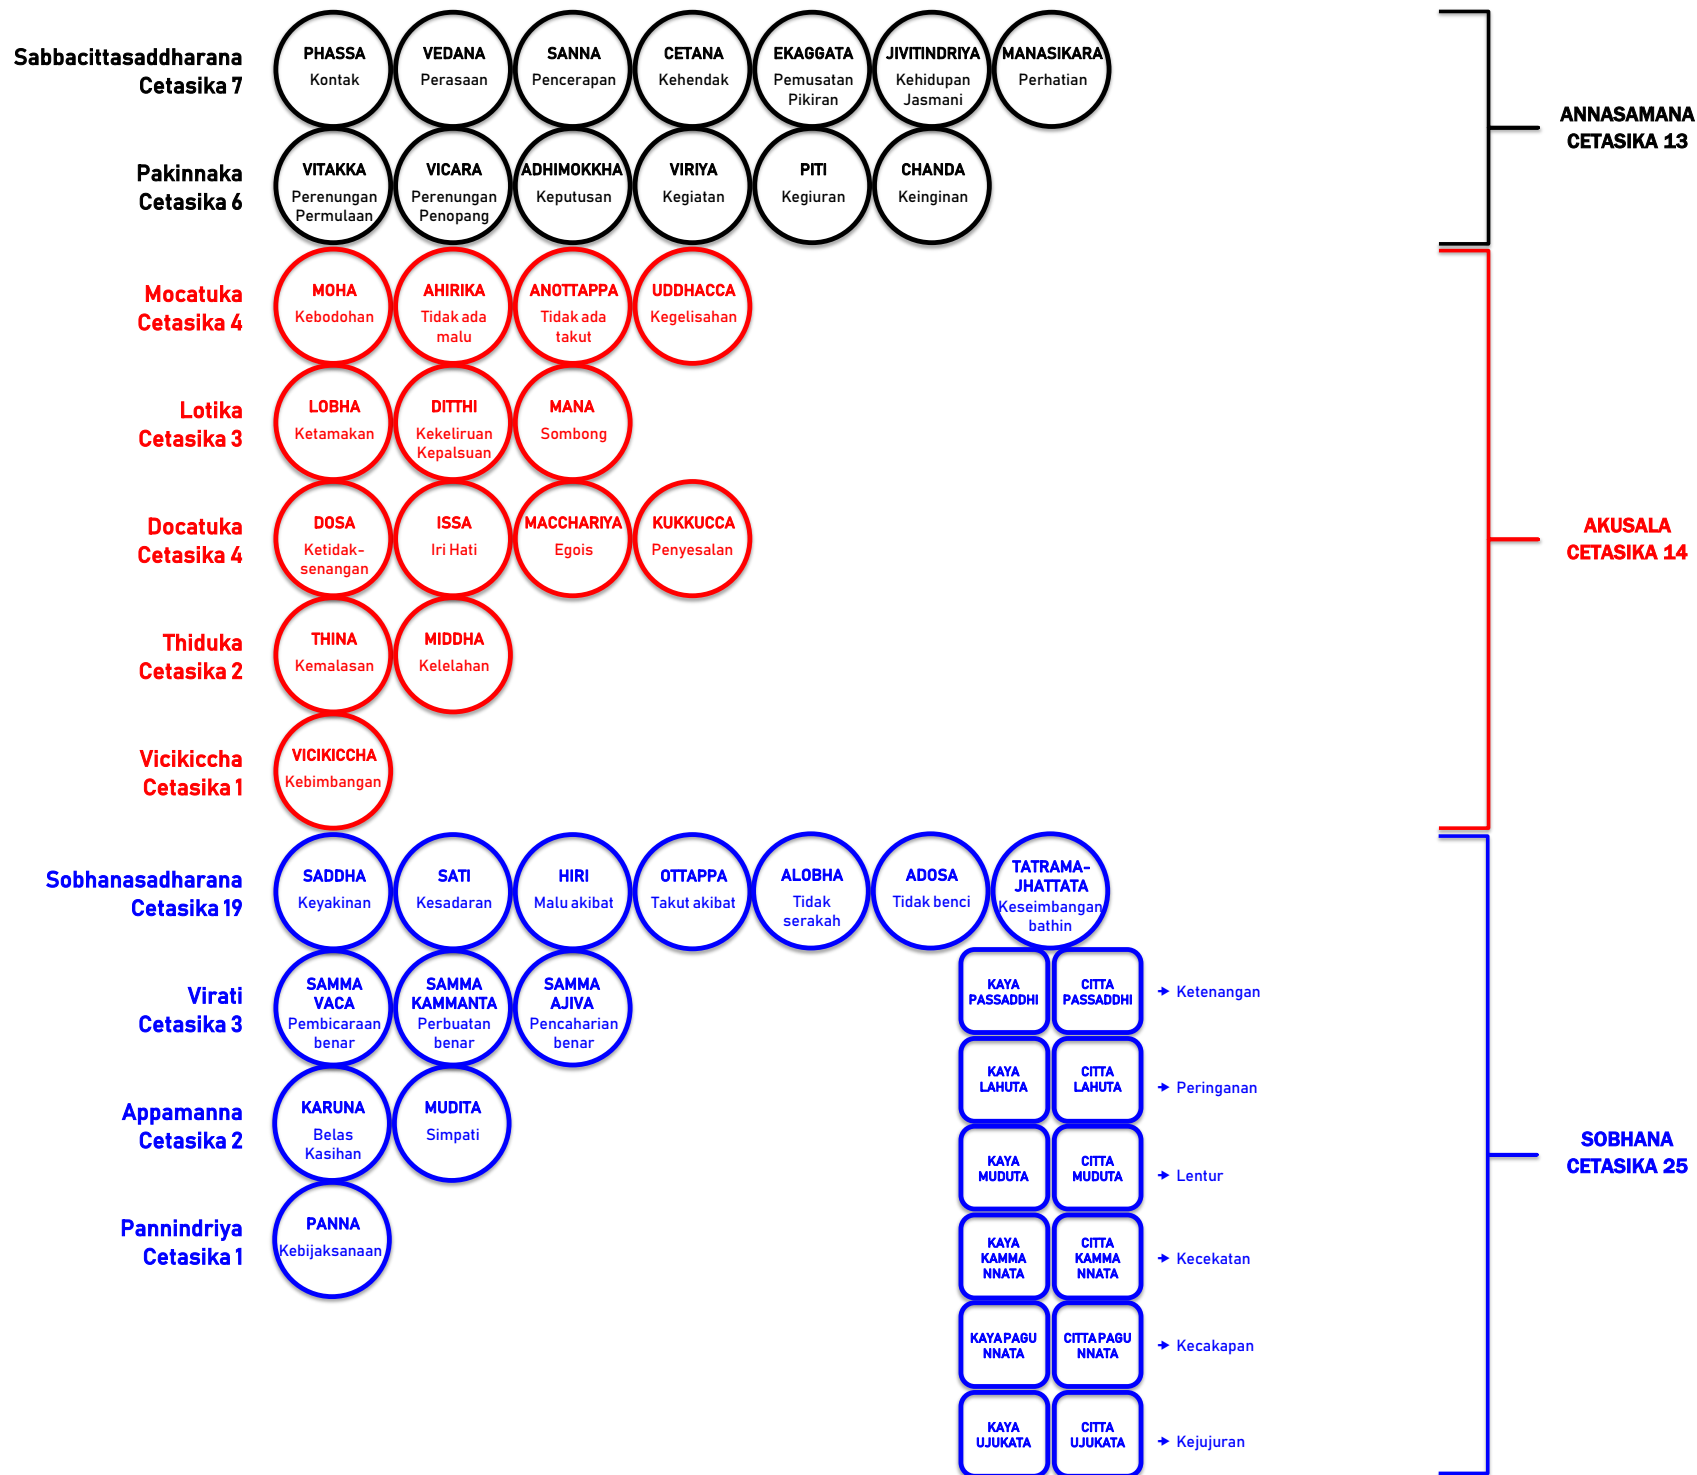 Sabbacittasaddharana
Cetasika 7
PHASSA
Kontak
VEDANA
Perasaan
SANNA
Pencerapan
CETANA
Kehendak
EKAGGATA
Pemusatan
Pikiran
JIVITINDRIYA
Kehidupan
Jasmani
MANASIKARA
Perhatian
ANNASAMANA
CETASIKA 13
Pakinnaka
Cetasika 6
VITAKKA
Perenungan
Permulaan
VICARA
Perenungan
Penopang
ADHIMOKKHA
Keputusan
VIRIYA
Kegiatan
PITI
Kegiuran
CHANDA
Keinginan
Mocatuka
Cetasika 4
MOHA
Kebodohan
AHIRIKA
Tidak ada
malu
ANOTTAPPA
Tidak ada
takut
UDDHACCA
Kegelisahan
Lotika
Cetasika 3
LOBHA
Ketamakan
DITTHI
Kekeliruan
Kepalsuan
MANA
Sombong
Docatuka
Cetasika 4
DOSA
Ketidak-
senangan
ISSA
Iri Hati
MACCHARIYA
Egois
KUKKUCCA
Penyesalan
AKUSALA
CETASIKA 14
Thiduka
Cetasika 2
THINA
Kemalasan
MIDDHA
Kelelahan
Vicikiccha
Cetasika 1
VICIKICCHA
Kebimbangan
Sobhanasadharana
Cetasika 19
SADDHA
Keyakinan
SATI
Kesadaran
HIRI
Malu akibat
OTTAPPA
Takut akibat
ALOBHA
Tidak
serakah
ADOSA
Tidak benci
TATRAMA-
JHATTATA
Keseimbangan
bathin
Virati
Cetasika 3
SAMMA
VACA
Pembicaraan
benar
SAMMA
KAMMANTA
Perbuatan
benar
SAMMA
AJIVA
Pencaharian
benar
KAYA
PASSADDHI
CITTA
PASSADDHI
Ketenangan
KAYA
LAHUTA
CITTA
LAHUTA
Peringanan
Appamanna
Cetasika 2
KARUNA
Belas
Kasihan
MUDITA
Simpati
KAYA
MUDUTA
CITTA
MUDUTA
Lentur
SOBHANA
CETASIKA 25
Pannindriya
Cetasika 1
PANNA
Kebijaksanaan
KAYA
KAMMA
NNATA
CITTA
KAMMA
NNATA
Kecekatan
KAYA PAGU
NNATA
CITTA PAGU
NNATA
Kecakapan
KAYA
UJUKATA
CITTA
UJUKATA
Kejujuran